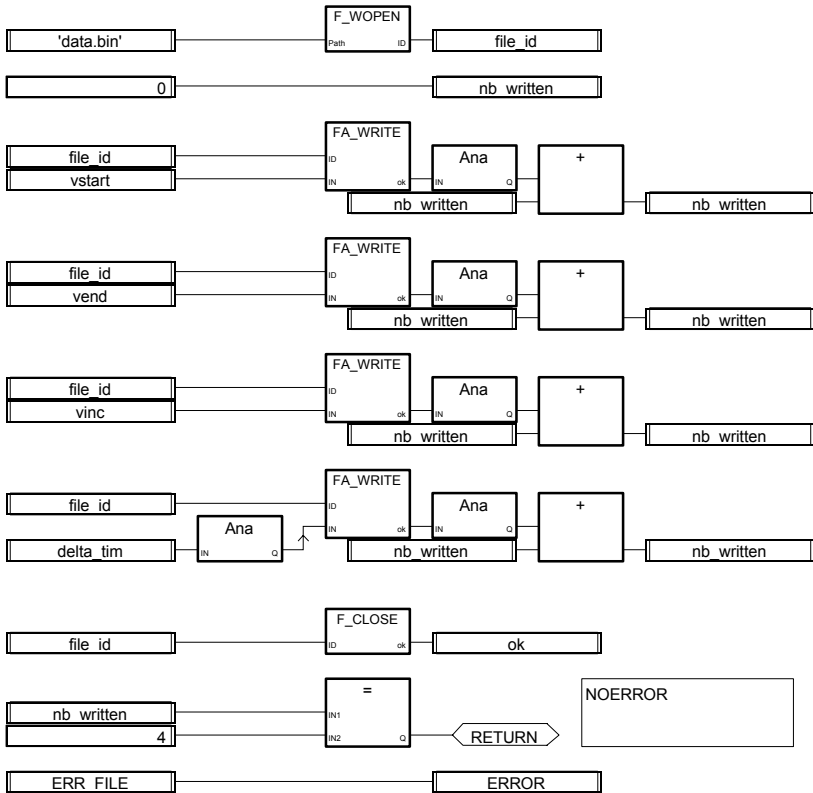 F_WOPEN
'data.bin' Path ID file_id
0 nb_written
FA_WRITE
file_id ID Ana +
vstart IN ok IN Q
nb_written nb_written
FA_WRITE
file_id ID Ana +
vend IN ok IN Q
nb_written nb_written
FA_WRITE
file_id ID Ana +
vinc IN ok IN Q
nb_written nb_written
FA_WRITE
file_id ID Ana +
Ana IN ok IN Q
delta_tim IN Q nb_written nb_written
F_CLOSE
file_id ID ok ok
= NOERROR
nb_written IN1
4 IN2 Q RETURN
ERR_FILE ERROR